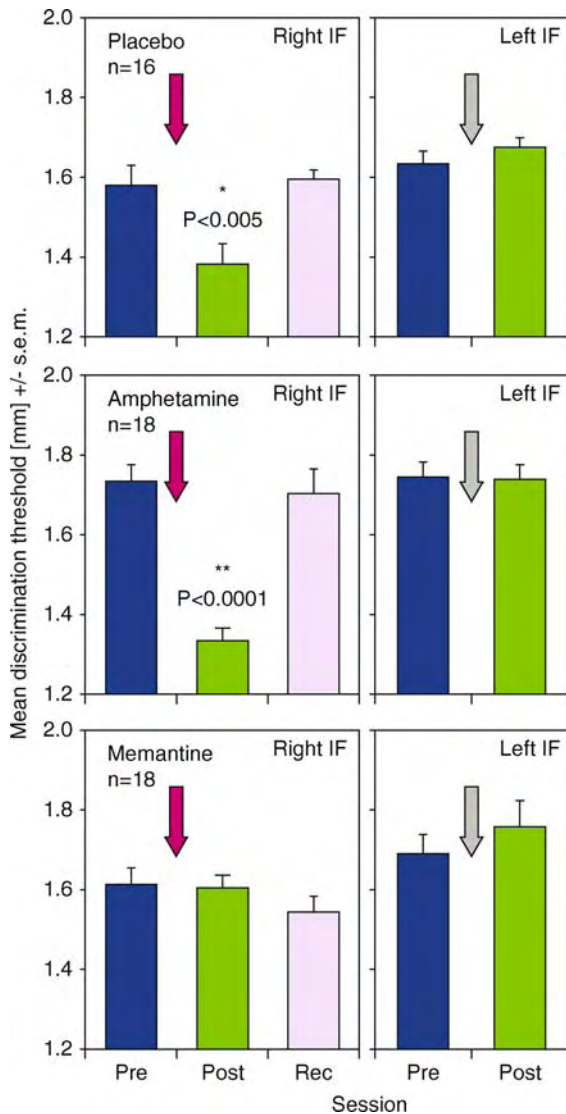 Mean discrimination threshold [mm] +/- s.e.m.
2.0
1.8
1.6
1.4
1.2
Placebo
n=16
Right IF
*
P<0.005
Left IF
2.0
1.8
1.6
1.4
1.2
Amphetamine
n=18
Right IF
**
P<0.0001
Left IF
2.0
1.8
1.6
1.4
1.2
Memantine
n=18
Right IF
Left IF
Pre Post Rec Pre Post
Session